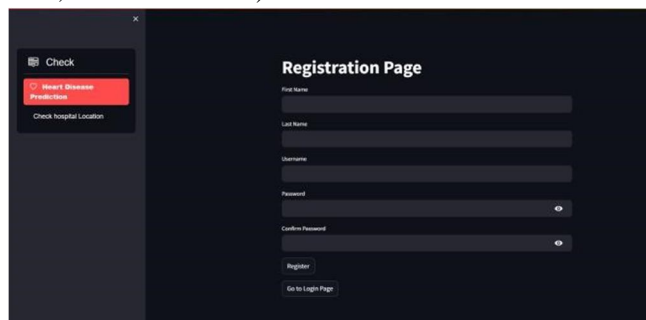 Check
Heart Disease
Prediction
Check hospital Location
Registration Page
First Name
Last Name
Username
Password
Confirm Password
Register
Go to Login Page